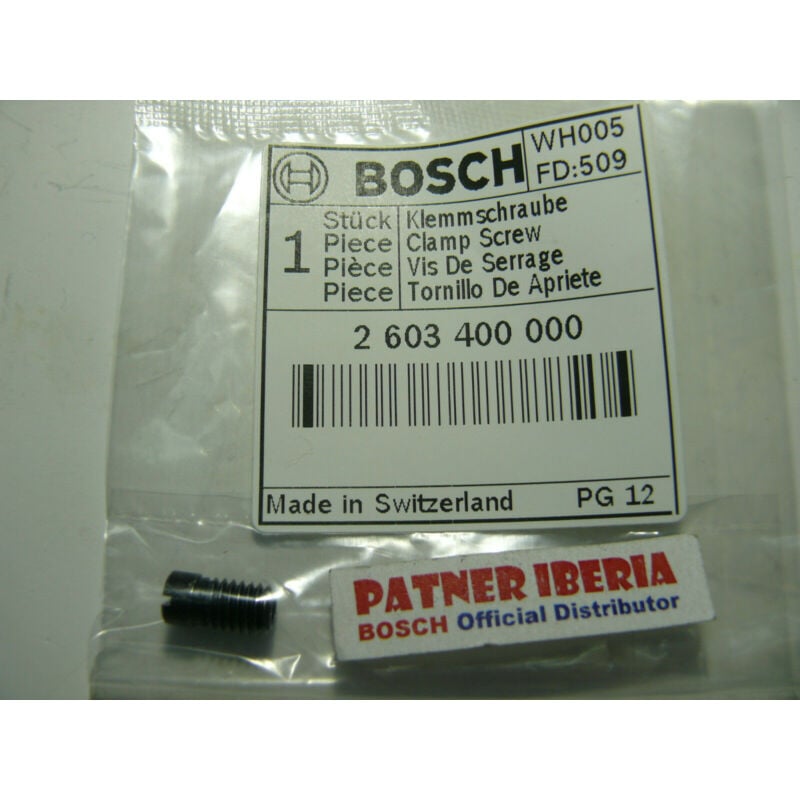 BOSCH
WH005
FD:509
1
Stück
Piece
Pièce
Piece
Klemmschraube
Clamp Screw
Vis De Serrage
Tornillo De Apriete
2 603 400 000
Made in Switzerland PG 12
PATNER IBERIA
BOSCH Official Distributor